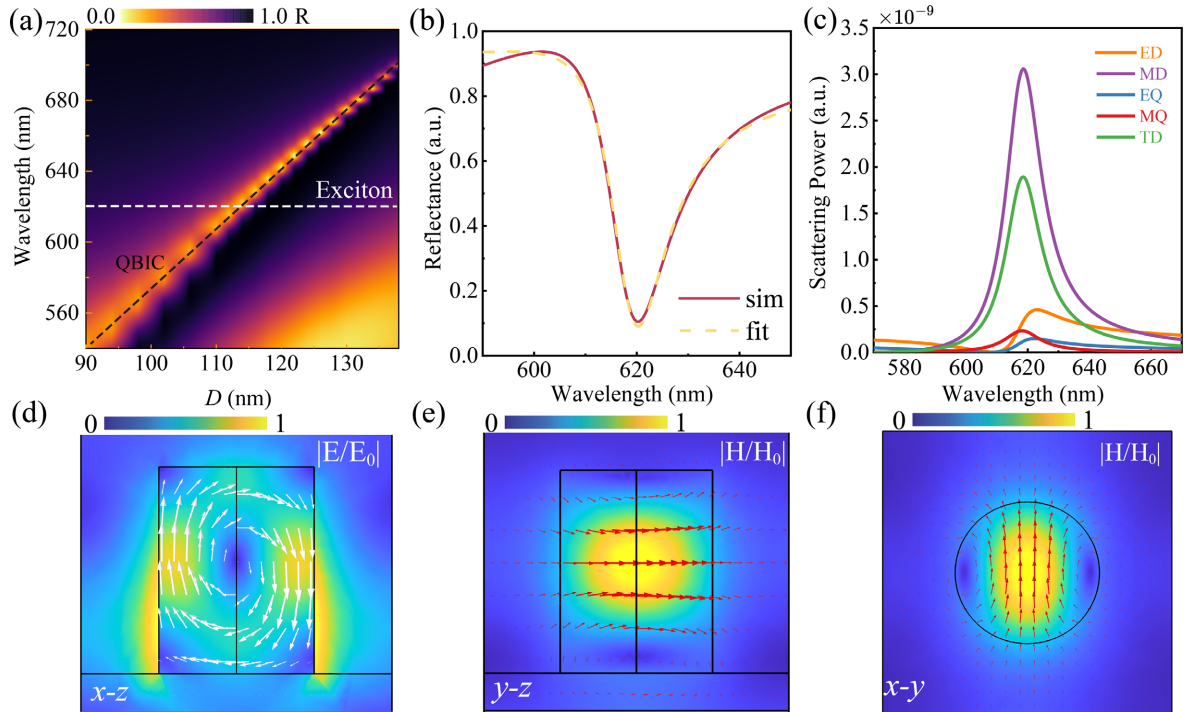 (a)
0.0
1.0 R
720
680
640
600
560
Wavelength (nm)
Exciton
QBIC
90
100
110
120
130
D (nm)
(b)
1.0
0.8
0.6
0.4
0.2
0.0
Reflectance (a.u.)
sim
fit
600
620
640
Wavelength (nm)
(c)
×10⁻⁹
3.5
3.0
2.5
2.0
1.5
1.0
0.5
0.0
Scattering Power (a.u.)
ED
MD
EQ
MQ
TD
580
600
620
640
660
Wavelength (nm)
(d)
0
1
|E/E₀|
x-z
(e)
0
1
|H/H₀|
y-z
(f)
0
1
|H/H₀|
x-y